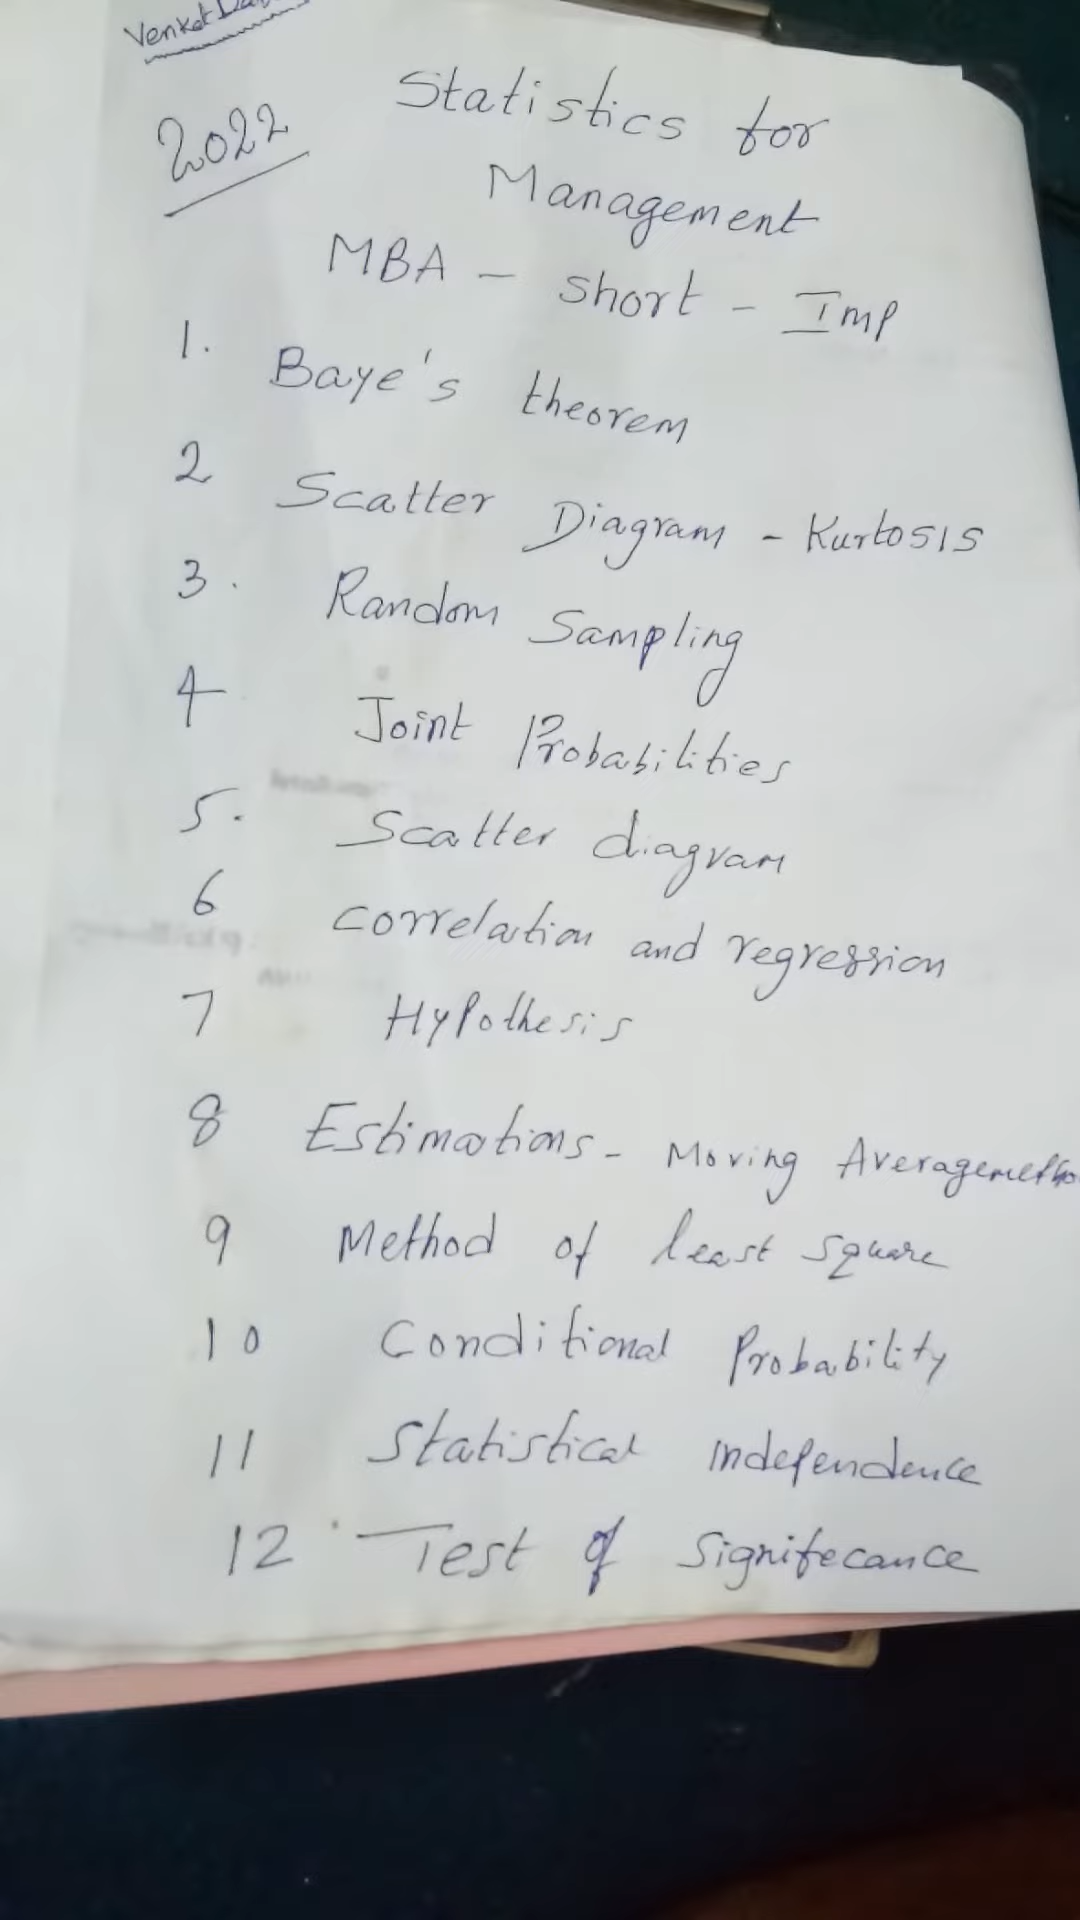 Venkat
2022
Statistics for
Management
MBA - Short - Imp
1. Baye's theorem
2 Scatter Diagram - Kurtosis
3. Random Sampling
4 Joint Probabilities
5. Scatter diagram
6 Correlation and regression
7 Hypothesis
8 Estimations - Moving Average
9 Method of least square
10 Conditional Probability
11 Statistical independence
12 Test of Signifecance